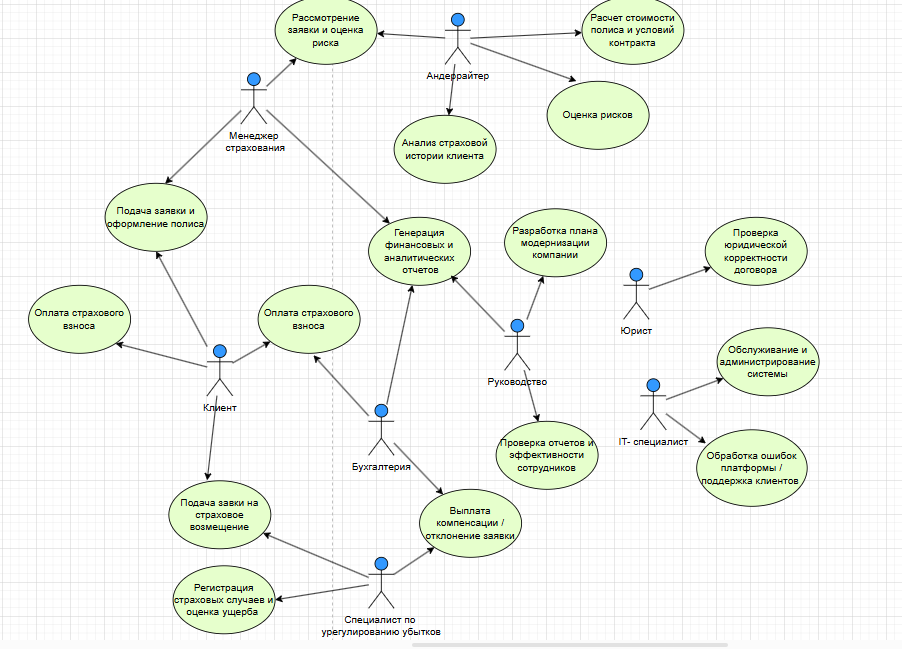 Рассмотрение
заявки и оценка
риска
Расчет стоимости
полиса и условий
контракта
Андеррайтер
Оценка рисков
Менеджер
страхования
Анализ страховой
истории клиента
Подача заявки и
оформление полиса
Генерация
финансовых и
аналитических
отчетов
Разработка плана
модернизации
компании
Проверка
юридической
корректности
договора
Оплата страхового
взноса
Оплата страхового
взноса
Юрист
Клиент
Руководство
Обслуживание и
администрирование
системы
IT- специалист
Бухгалтерия
Проверка отчетов и
эффективности
сотрудников
Обработка ошибок
платформы /
поддержка клиентов
Подача завки на
страховое
возмещение
Выплата
компенсации /
отклонение заявки
Регистрация
страховых случаев и
оценка ущерба
Специалист по
урегулированию убытков